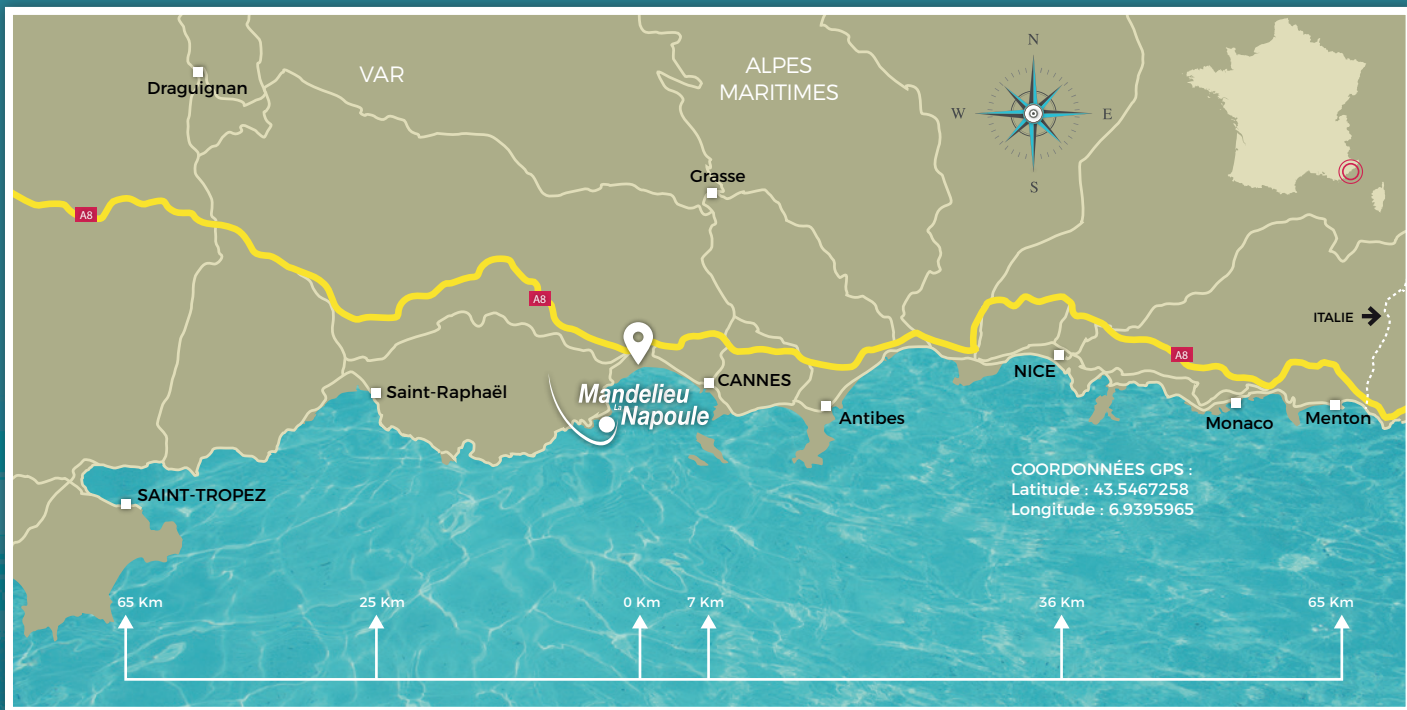 N
VAR
ALPES
MARITIMES
Draguignan
W
E
Grasse
S
A8
A8
ITALIE
A8
NICE
CANNES
Saint-Raphaël
Mandelieu
La
Napoule
Antibes
Monaco
Menton
COORDONNÉES GPS :
Latitude : 43.5467258
Longitude : 6.9395965
SAINT-TROPEZ
65 Km
25 Km
0 Km
7 Km
36 Km
65 Km